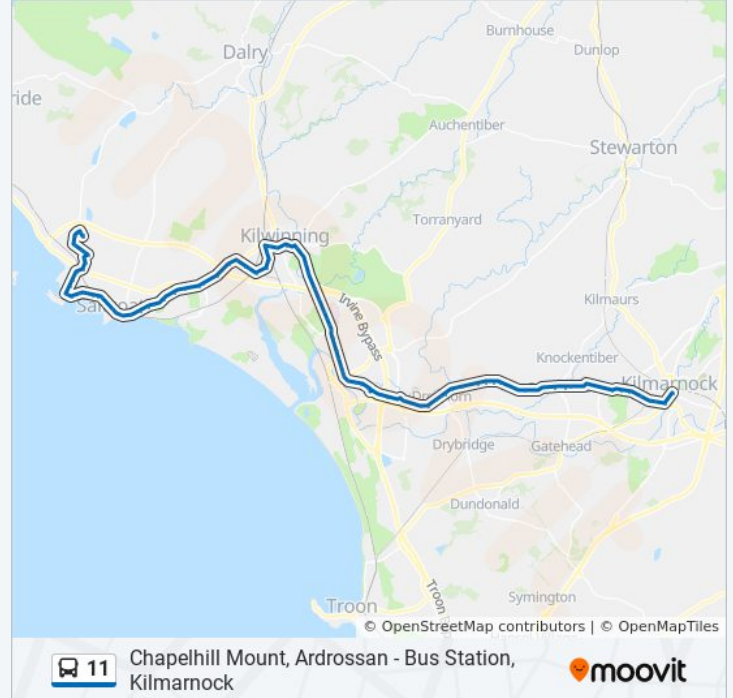 Burnhouse
Dalry
Dunlop
ride
Auchentiber
Stewarton
Torranyard
Kilwinning
Irvine Bypass
Kilmaurs
Knockentiber
Kilmarnock
Drybridge
Gatehead
Dundonald
Symington
Troon
Troon
© OpenStreetMap contributors | © OpenMapTiles
11
Chapelhill Mount, Ardrossan - Bus Station,
Kilmarnock
moovit